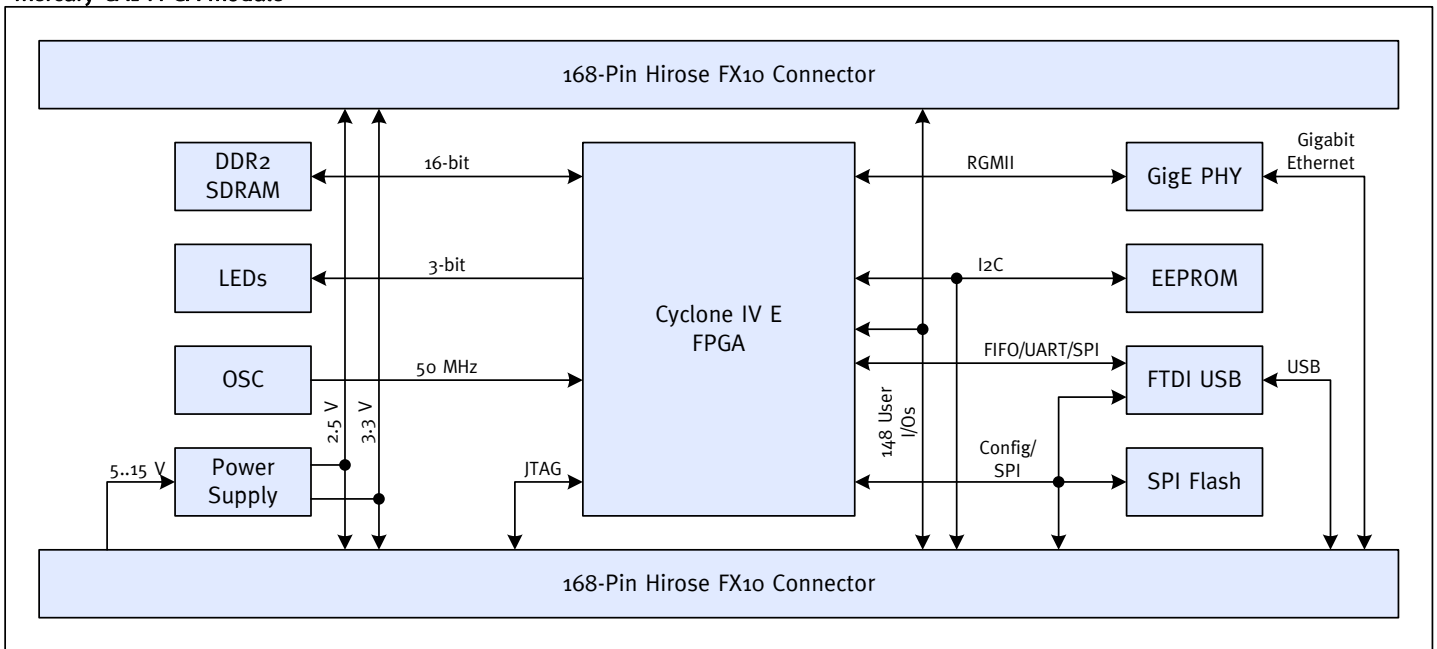 168-Pin Hirose FX10 Connector
DDR2
SDRAM
16-bit
RGMII
GigE PHY
Gigabit
Ethernet
LEDs
3-bit
I2C
EEPROM
Cyclone IV E
FPGA
OSC
50 MHz
FIFO/UART/SPI
FTDI USB
USB
2.5 V
3.3 V
148 User
I/Os
5..15 V
Power
Supply
JTAG
Config/
SPI
SPI Flash
168-Pin Hirose FX10 Connector